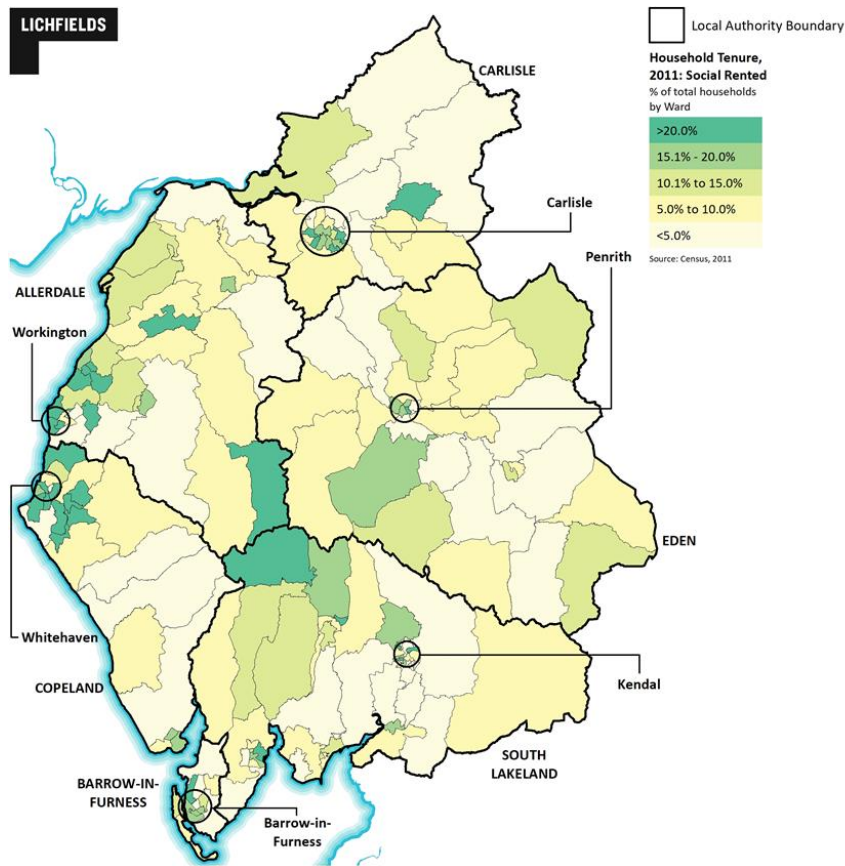 LICHFIELDS
Local Authority Boundary
Household Tenure,
2011: Social Rented
% of total households
by Ward
>20.0%
15.1% - 20.0%
10.1% to 15.0%
5.0% to 10.0%
<5.0%
Source: Census, 2011
CARLISLE
Carlisle
Penrith
ALLERDALE
Workington
EDEN
Whitehaven
Kendal
COPELAND
SOUTH
LAKELAND
BARROW-IN-
FURNESS
Barrow-in-
Furness